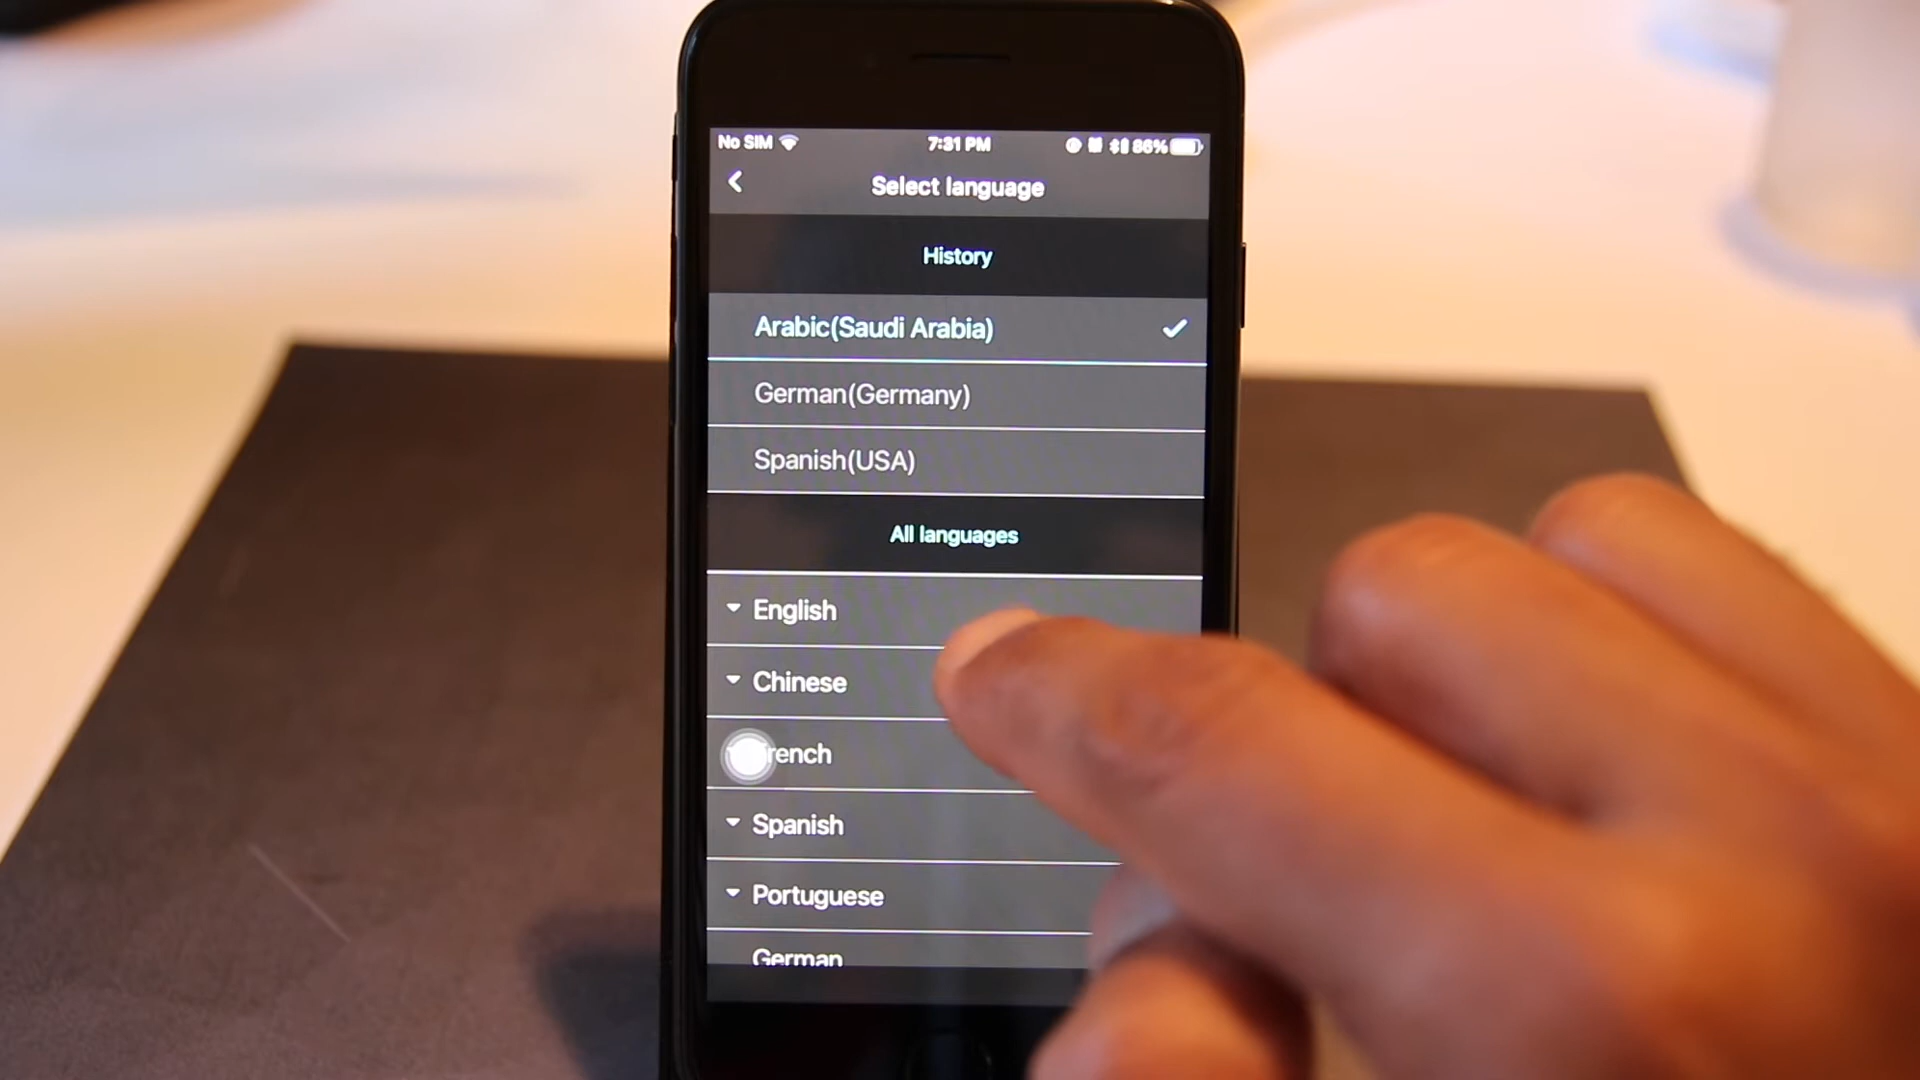 No SIM 7:31 PM 86%
Select language
History
Arabic(Saudi Arabia)
German(Germany)
Spanish(USA)
All languages
English
Chinese
rench
Spanish
Portuguese
German